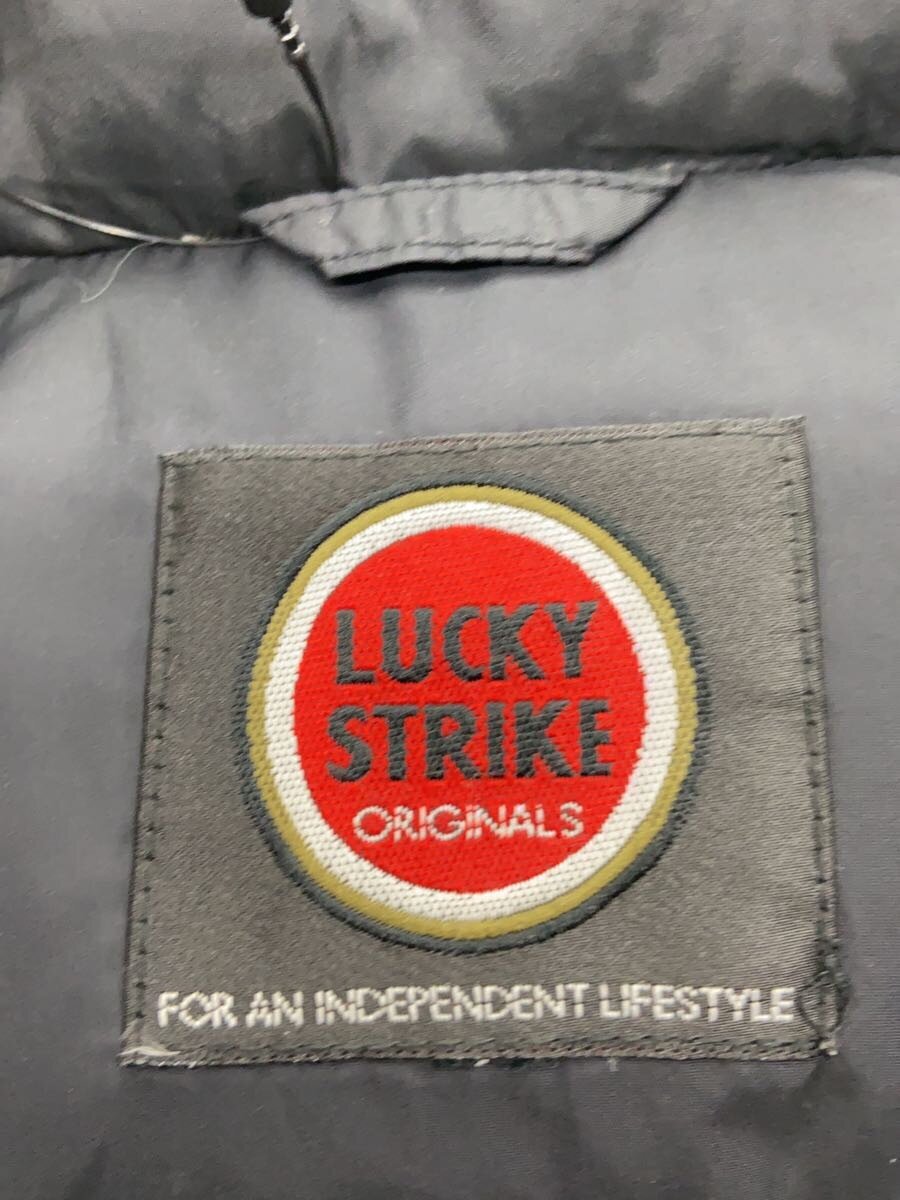 LUCKY
STRIKE
ORIGINALS
FOR AN INDEPENDENT LIFESTYLE